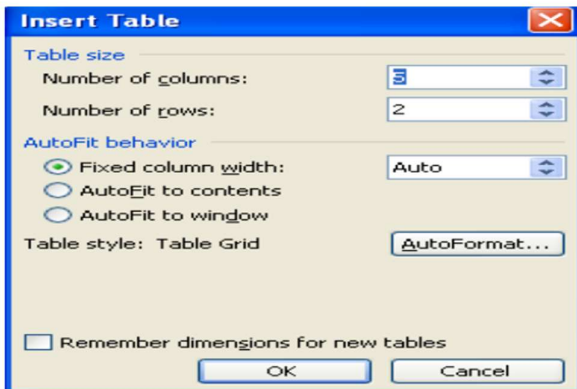 Insert Table
Table size
Number of columns: 5
Number of rows: 2
AutoFit behavior
Fixed column width: Auto
AutoFit to contents
AutoFit to window
Table style: Table Grid AutoFormat...
Remember dimensions for new tables
OK Cancel